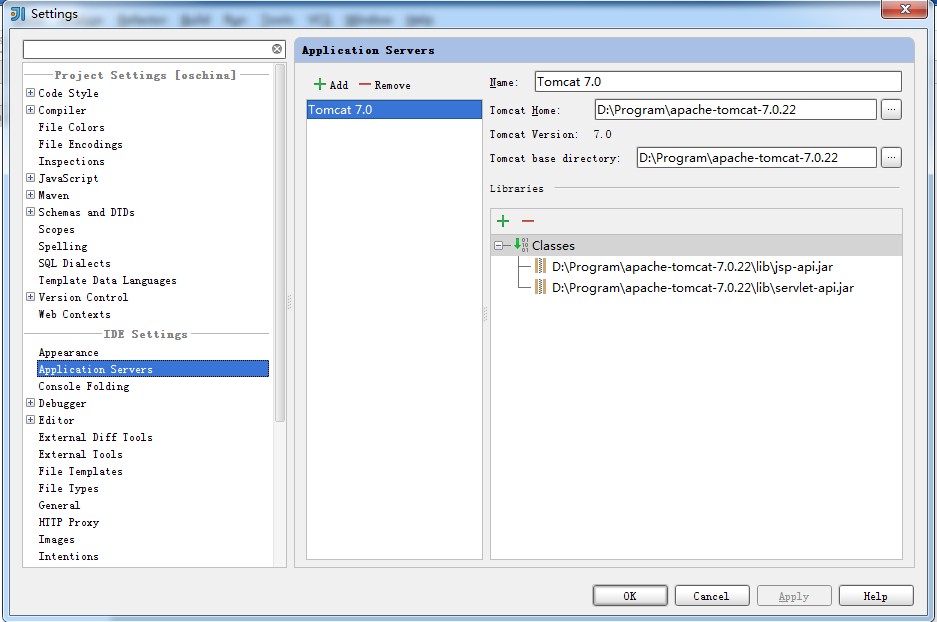 Settings
Project Settings [oschina]
Code Style
Compiler
File Colors
File Encodings
Inspections
JavaScript
Maven
Schemas and DTDs
Scopes
Spelling
SQL Dialects
Template Data Languages
Version Control
Web Contexts
IDE Settings
Appearance
Application Servers
Console Folding
Debugger
Editor
External Diff Tools
External Tools
File Templates
File Types
General
HTTP Proxy
Images
Intentions
Application Servers
Add Remove
Tomcat 7.0
Name: Tomcat 7.0
Tomcat Home: D:\Program\apache-tomcat-7.0.22 ...
Tomcat Version: 7.0
Tomcat base directory: D:\Program\apache-tomcat-7.0.22 ...
Libraries
Classes
D:\Program\apache-tomcat-7.0.22\lib\jsp-api.jar
D:\Program\apache-tomcat-7.0.22\lib\servlet-api.jar
OK Cancel Apply Help